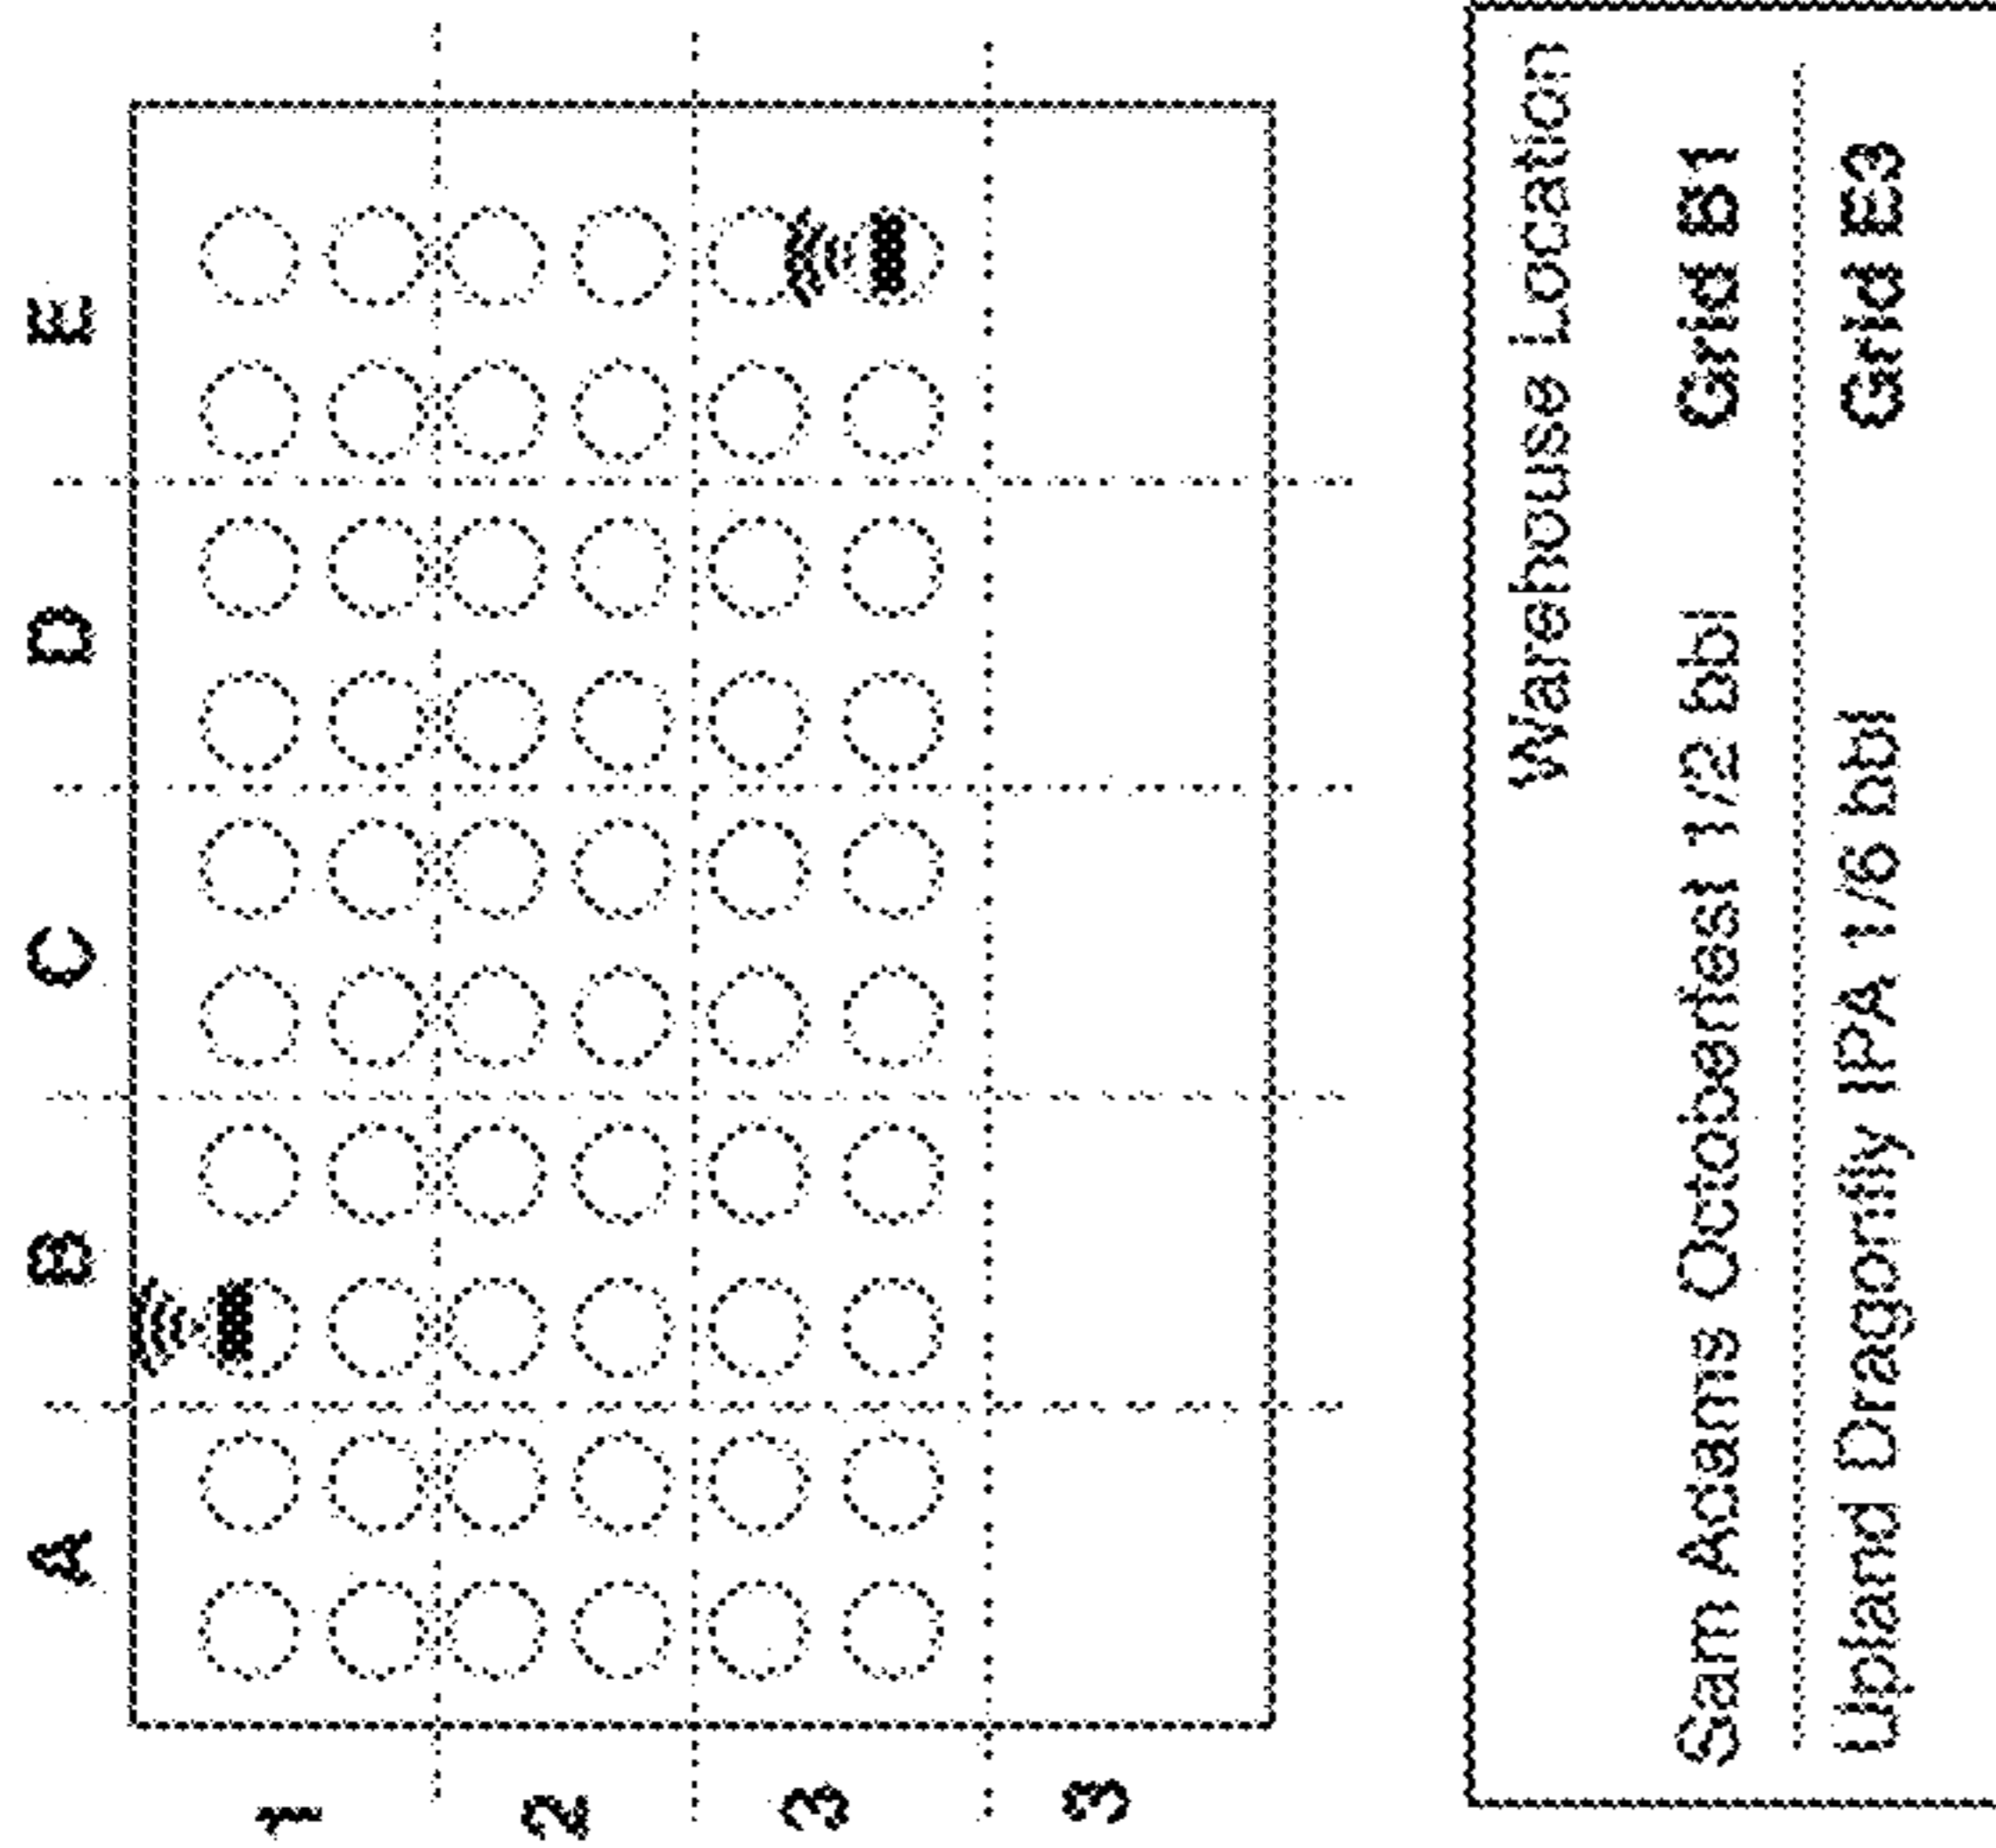 A B C D E
1
2
3
3
Warehouse Location
Sam Adams Octoberfest 1/2 bbl Grid B1
Upland Dragonfly IPA 1/6 bbl Grid E3